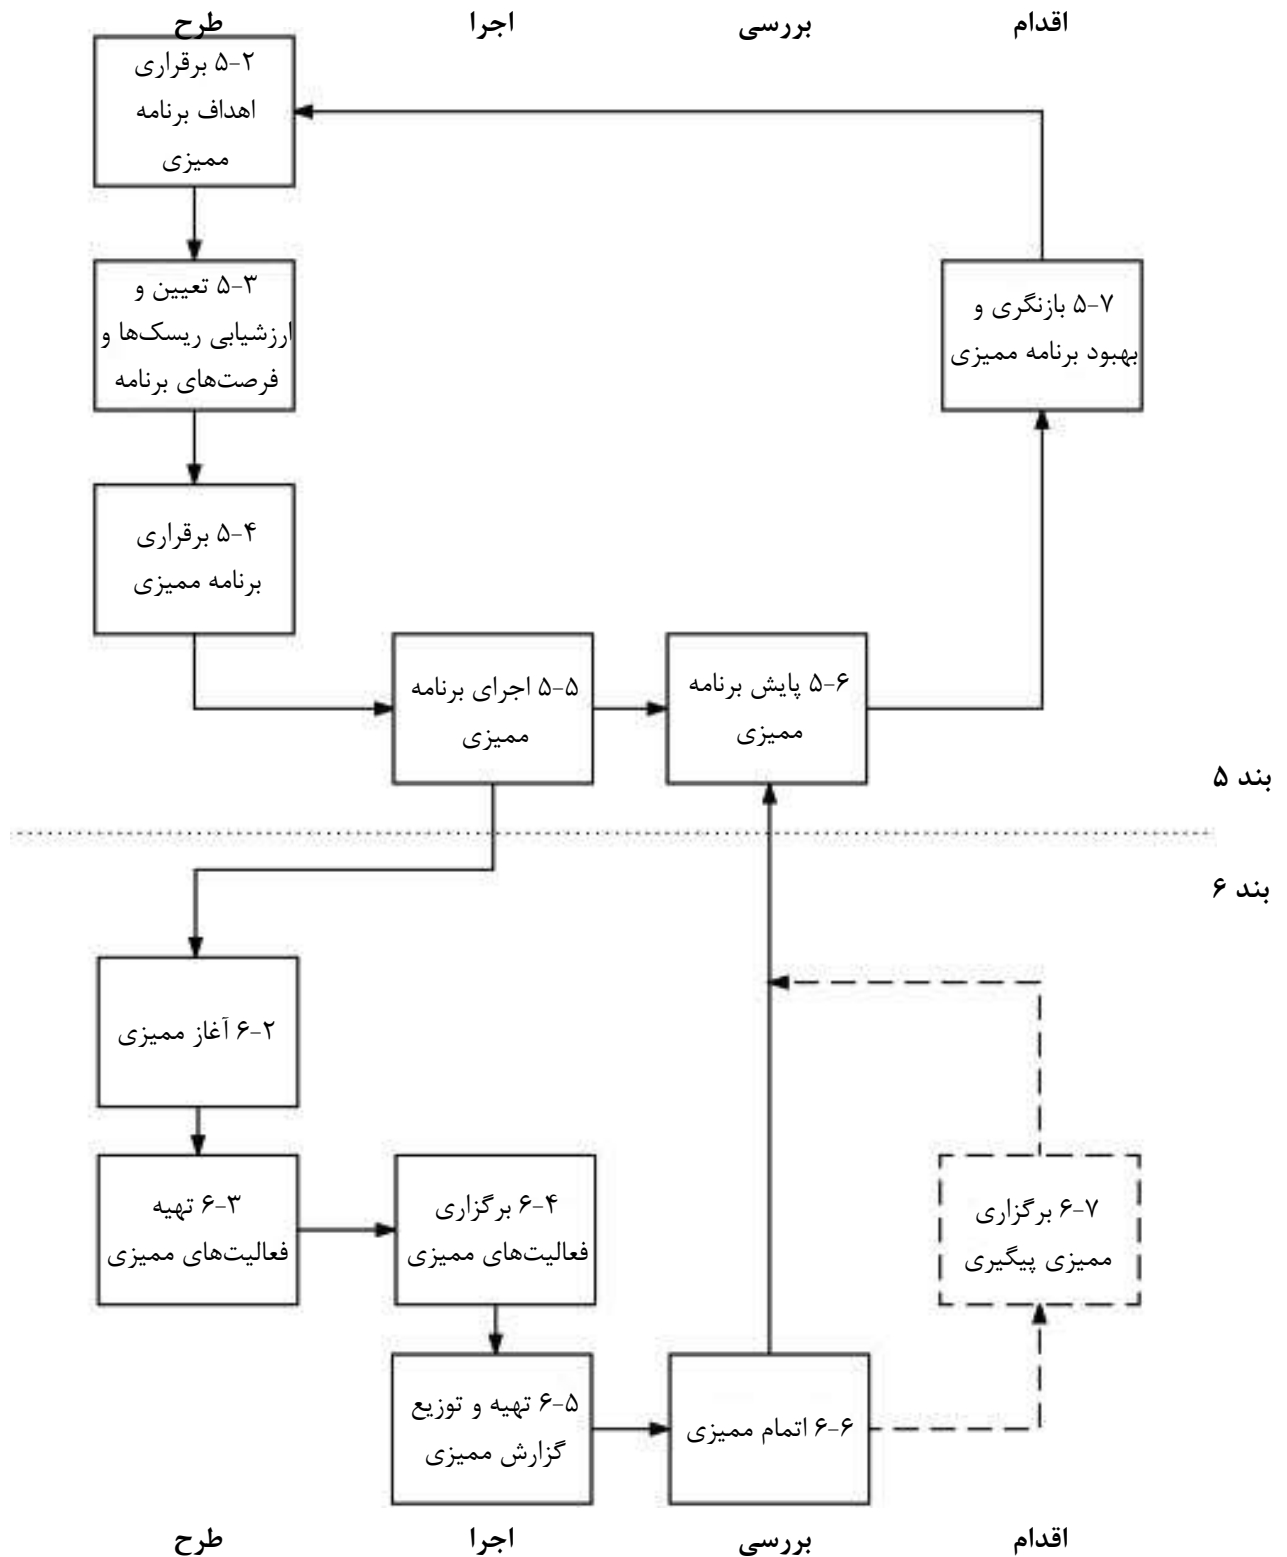 طرح
اجرا
بررسی
اقدام
۵-۲ برقراری
اهداف برنامه
ممیزی
۵-۳ تعیین و
ارزشیابی ریسک‌ها و
فرصت‌های برنامه
۵-۷ بازنگری و
بهبود برنامه ممیزی
۵-۴ برقراری
برنامه ممیزی
۵-۵ اجرای برنامه
ممیزی
۵-۶ پایش برنامه
ممیزی
بند ۵
بند ۶
۶-۲ آغاز ممیزی
۶-۳ تهیه
فعالیت‌های ممیزی
۶-۴ برگزاری
فعالیت‌های ممیزی
۶-۷ برگزاری
ممیزی پیگیری
۶-۵ تهیه و توزیع
گزارش ممیزی
۶-۶ اتمام ممیزی
طرح
اجرا
بررسی
اقدام